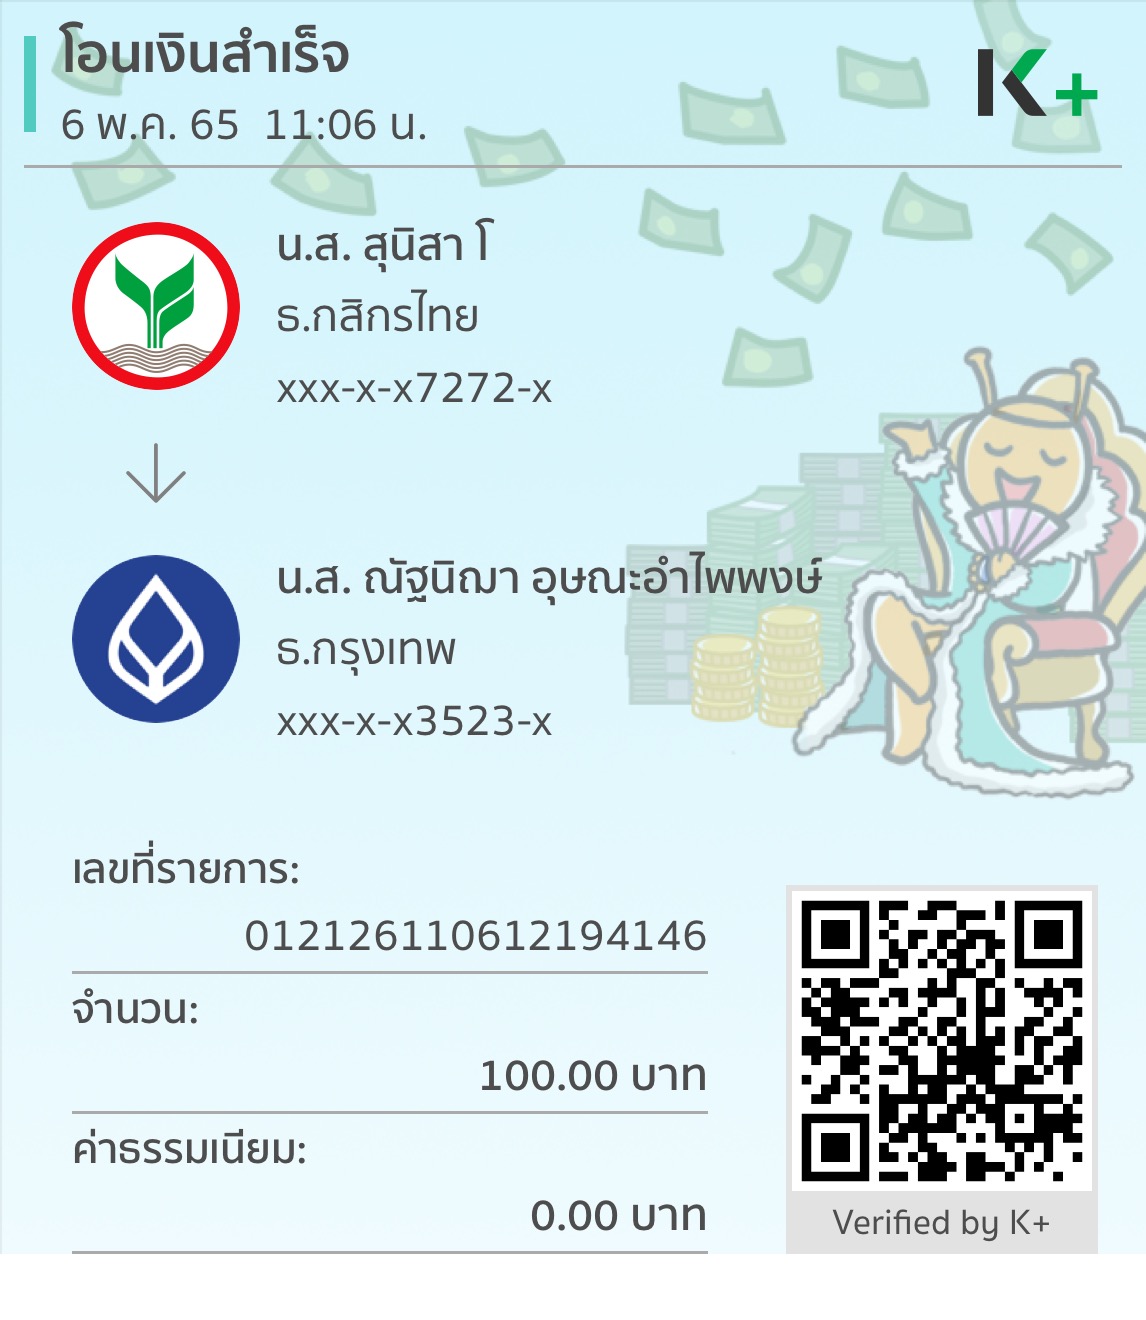 โอนเงินสำเร็จ
6 พ.ค. 65 11:06 น.
K+
น.ส. สุนิสา โ
ธ.กสิกรไทย
xxx-x-x7272-x
น.ส. ณัฐนิฌา อุษณะอำไพพงษ์
ธ.กรุงเทพ
xxx-x-x3523-x
เลขที่รายการ:
012126110612194146
จำนวน:
100.00 บาท
ค่าธรรมเนียม:
0.00 บาท
Verified by K+